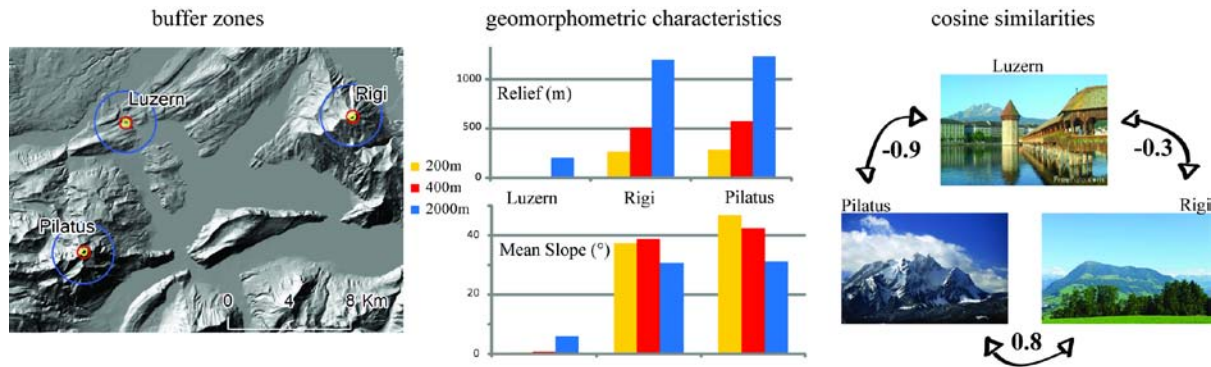 buffer zones
Luzern
Rigi
Pilatus
0 4 8 Km
geomorphometric characteristics
1000
Relief (m)
500
0
200m
400m
2000m
Luzern Rigi Pilatus
40
Mean Slope (°)
20
0
cosine similarities
Luzern
-0.9
-0.3
Pilatus
Rigi
0.8